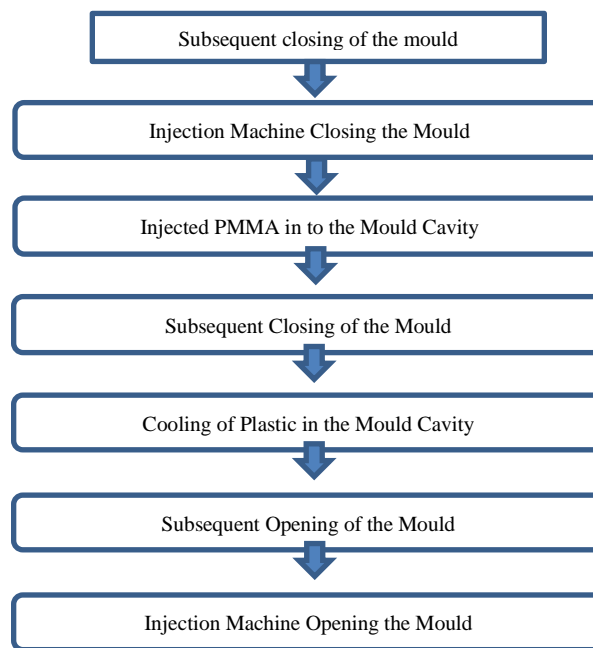 Subsequent closing of the mould
Injection Machine Closing the Mould
Injected PMMA in to the Mould Cavity
Subsequent Closing of the Mould
Cooling of Plastic in the Mould Cavity
Subsequent Opening of the Mould
Injection Machine Opening the Mould